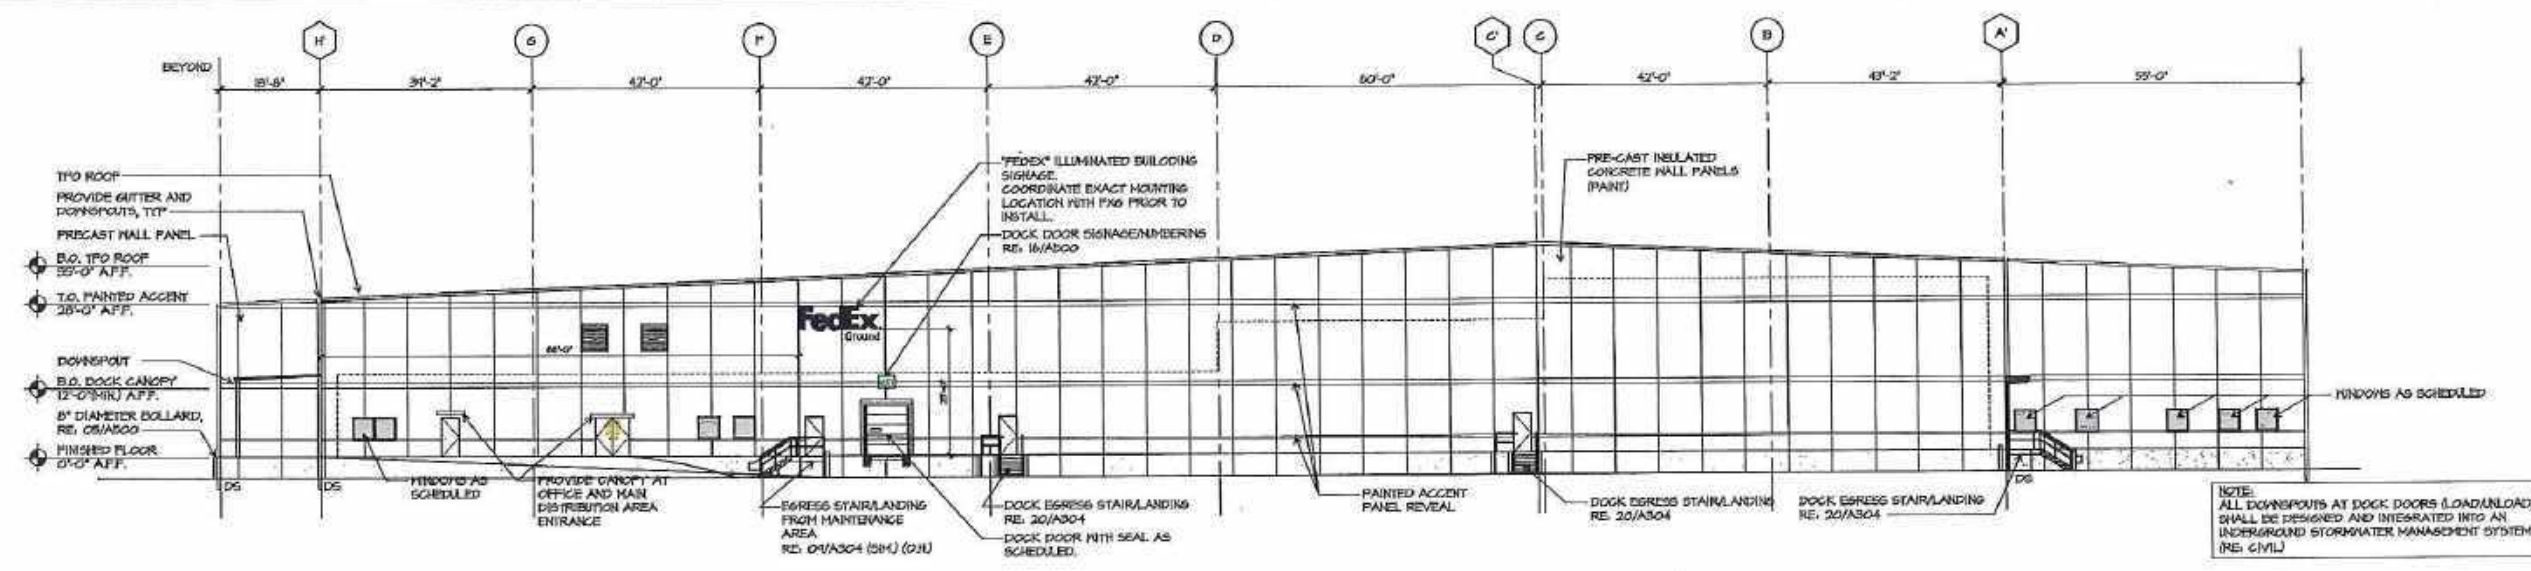 H'
G
F
E
D
C'
C
B
A'
BEYOND
18'-8"
39'-2"
42'-0"
42'-0"
42'-0"
60'-0"
42'-0"
43'-2"
55'-0"
TPO ROOF
PROVIDE GUTTER AND
DOWNSPOUTS, TYP
PRECAST WALL PANEL
B.O. TPO ROOF
A.F.F.
T.O. PAINTED ACCENT
28'-0" A.F.F.
DOWNSPOUT
B.O. DOCK CANOPY
12'-0"(MIN.) A.F.F.
8" DIAMETER BOLLARD,
RE: 05/A500
FINISHED FLOOR
0'-0" A.F.F.
"FEDEX" ILLUMINATED BUILODING
SIGNAGE.
COORDINATE EXACT MOUNTING
LOCATION WITH FXG PRIOR TO
INSTALL.
DOCK DOOR SIGNAGE/NUMBERING
RE: 16/A500
PRE-CAST INSULATED
CONCRETE WALL PANELS
(PAINT)
FedEx
Ground
WINDOWS AS SCHEDULED
DS
DS
WINDOWS AS
SCHEDULED
PROVIDE CANOPY AT
OFFICE AND MAIN
DISTRIBUTION AREA
ENTRANCE
EGRESS STAIR/LANDING
FROM MAINTENANCE
AREA
RE: 09/A304 (SIM.) (O.H.)
DOCK EGRESS STAIR/LANDING
RE: 20/A304
DOCK DOOR WITH SEAL AS
SCHEDULED.
PAINTED ACCENT
PANEL REVEAL
DOCK EGRESS STAIR/LANDING
RE: 20/A304
DOCK EGRESS STAIR/LANDING
RE: 20/A304
DS
NOTE:
ALL DOWNSPOUTS AT DOCK DOORS (LOAD/UNLOAD)
SHALL BE DESIGNED AND INTEGRATED INTO AN
UNDERGROUND STORMWATER MANAGEMENT SYSTEM
(RE: CIVIL)